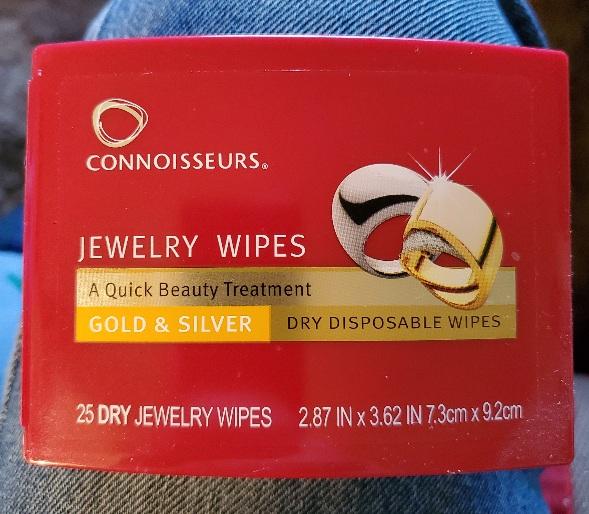 CONNOISSEURS®
JEWELRY WIPES
A Quick Beauty Treatment
GOLD & SILVER DRY DISPOSABLE WIPES
25 DRY JEWELRY WIPES 2.87 IN x 3.62 IN 7.3cm x 9.2cm